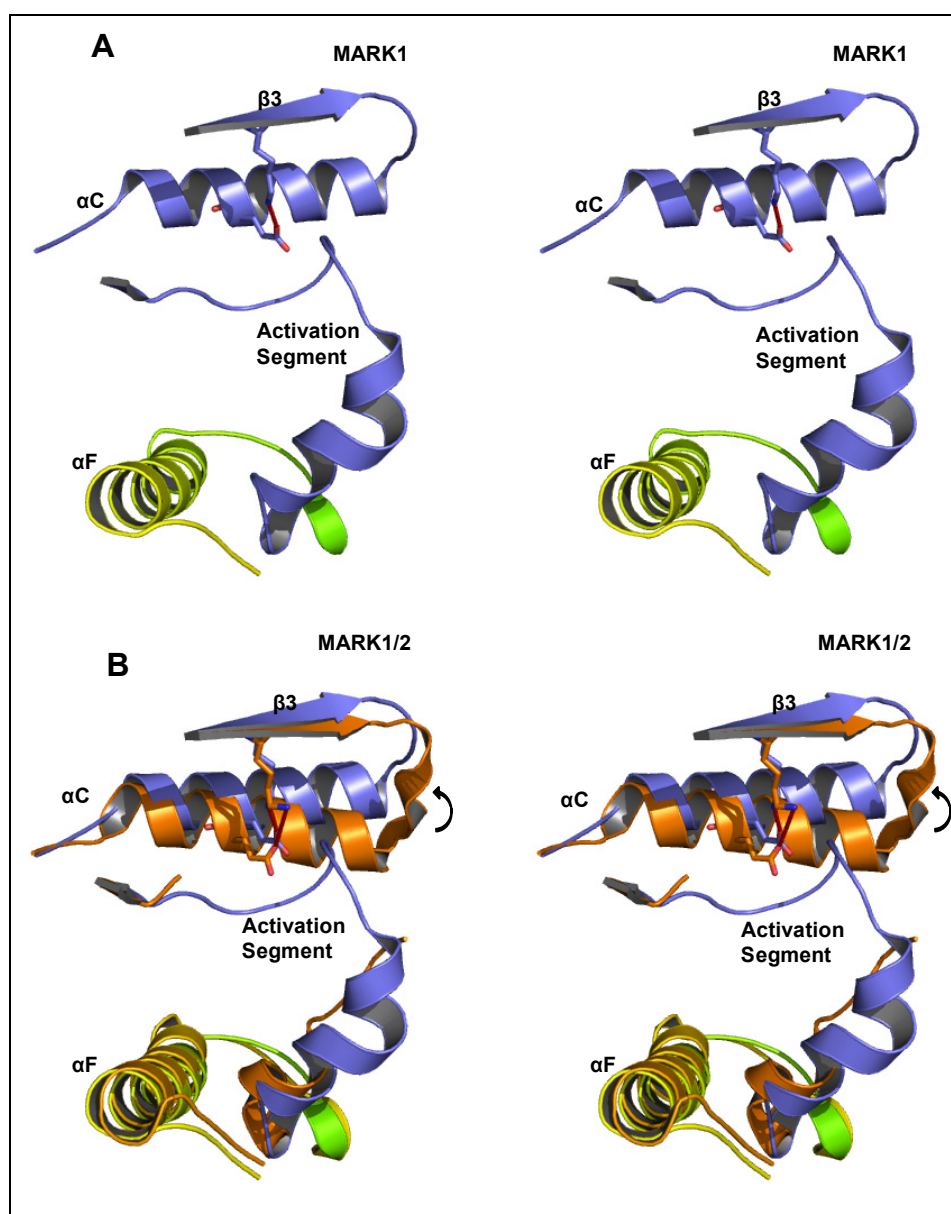 A
MARK1
MARK1
β3
β3
αC
αC
Activation
Segment
Activation
Segment
αF
αF
B
MARK1/2
MARK1/2
β3
β3
αC
αC
Activation
Segment
Activation
Segment
αF
αF